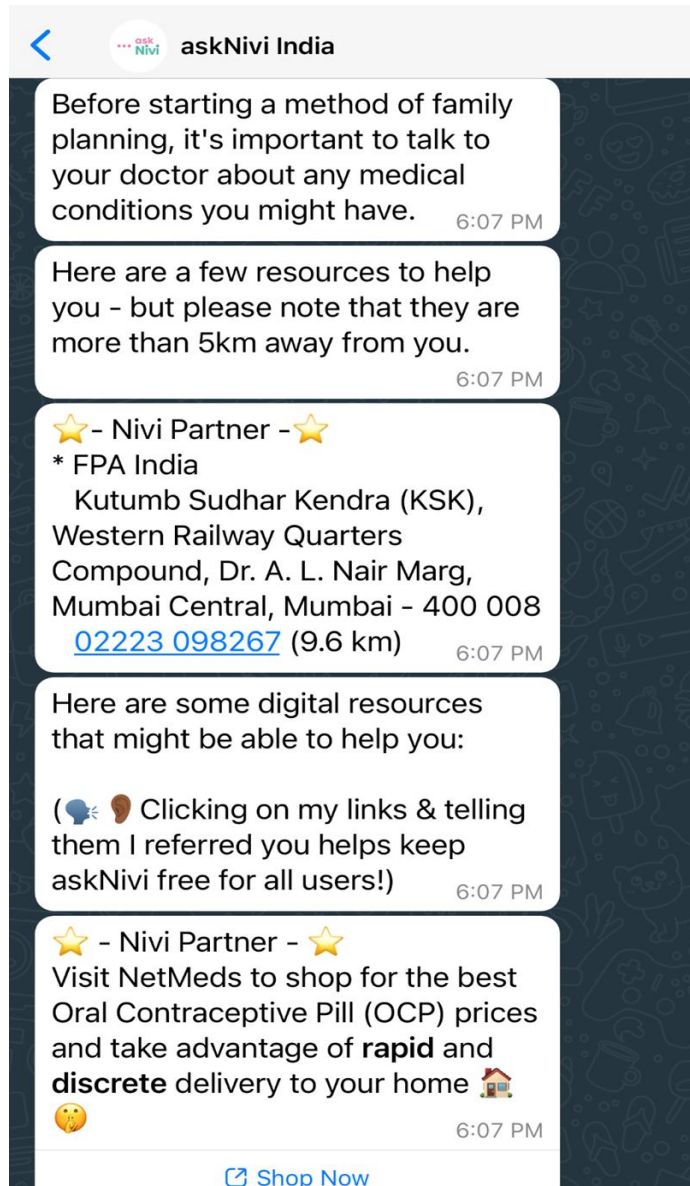 ask
Nivi
askNivi India
Before starting a method of family
planning, it's important to talk to
your doctor about any medical
conditions you might have.
6:07 PM
Here are a few resources to help
you - but please note that they are
more than 5km away from you.
6:07 PM
⭐- Nivi Partner -⭐
* FPA India
Kutumb Sudhar Kendra (KSK),
Western Railway Quarters
Compound, Dr. A. L. Nair Marg,
Mumbai Central, Mumbai - 400 008
02223 098267 (9.6 km)
6:07 PM
Here are some digital resources
that might be able to help you:
(🗣️ 👂🏾 Clicking on my links & telling
them I referred you helps keep
askNivi free for all users!)
6:07 PM
⭐ - Nivi Partner - ⭐
Visit NetMeds to shop for the best
Oral Contraceptive Pill (OCP) prices
and take advantage of rapid and
discrete delivery to your home 🏠
🤫
6:07 PM
Shop Now